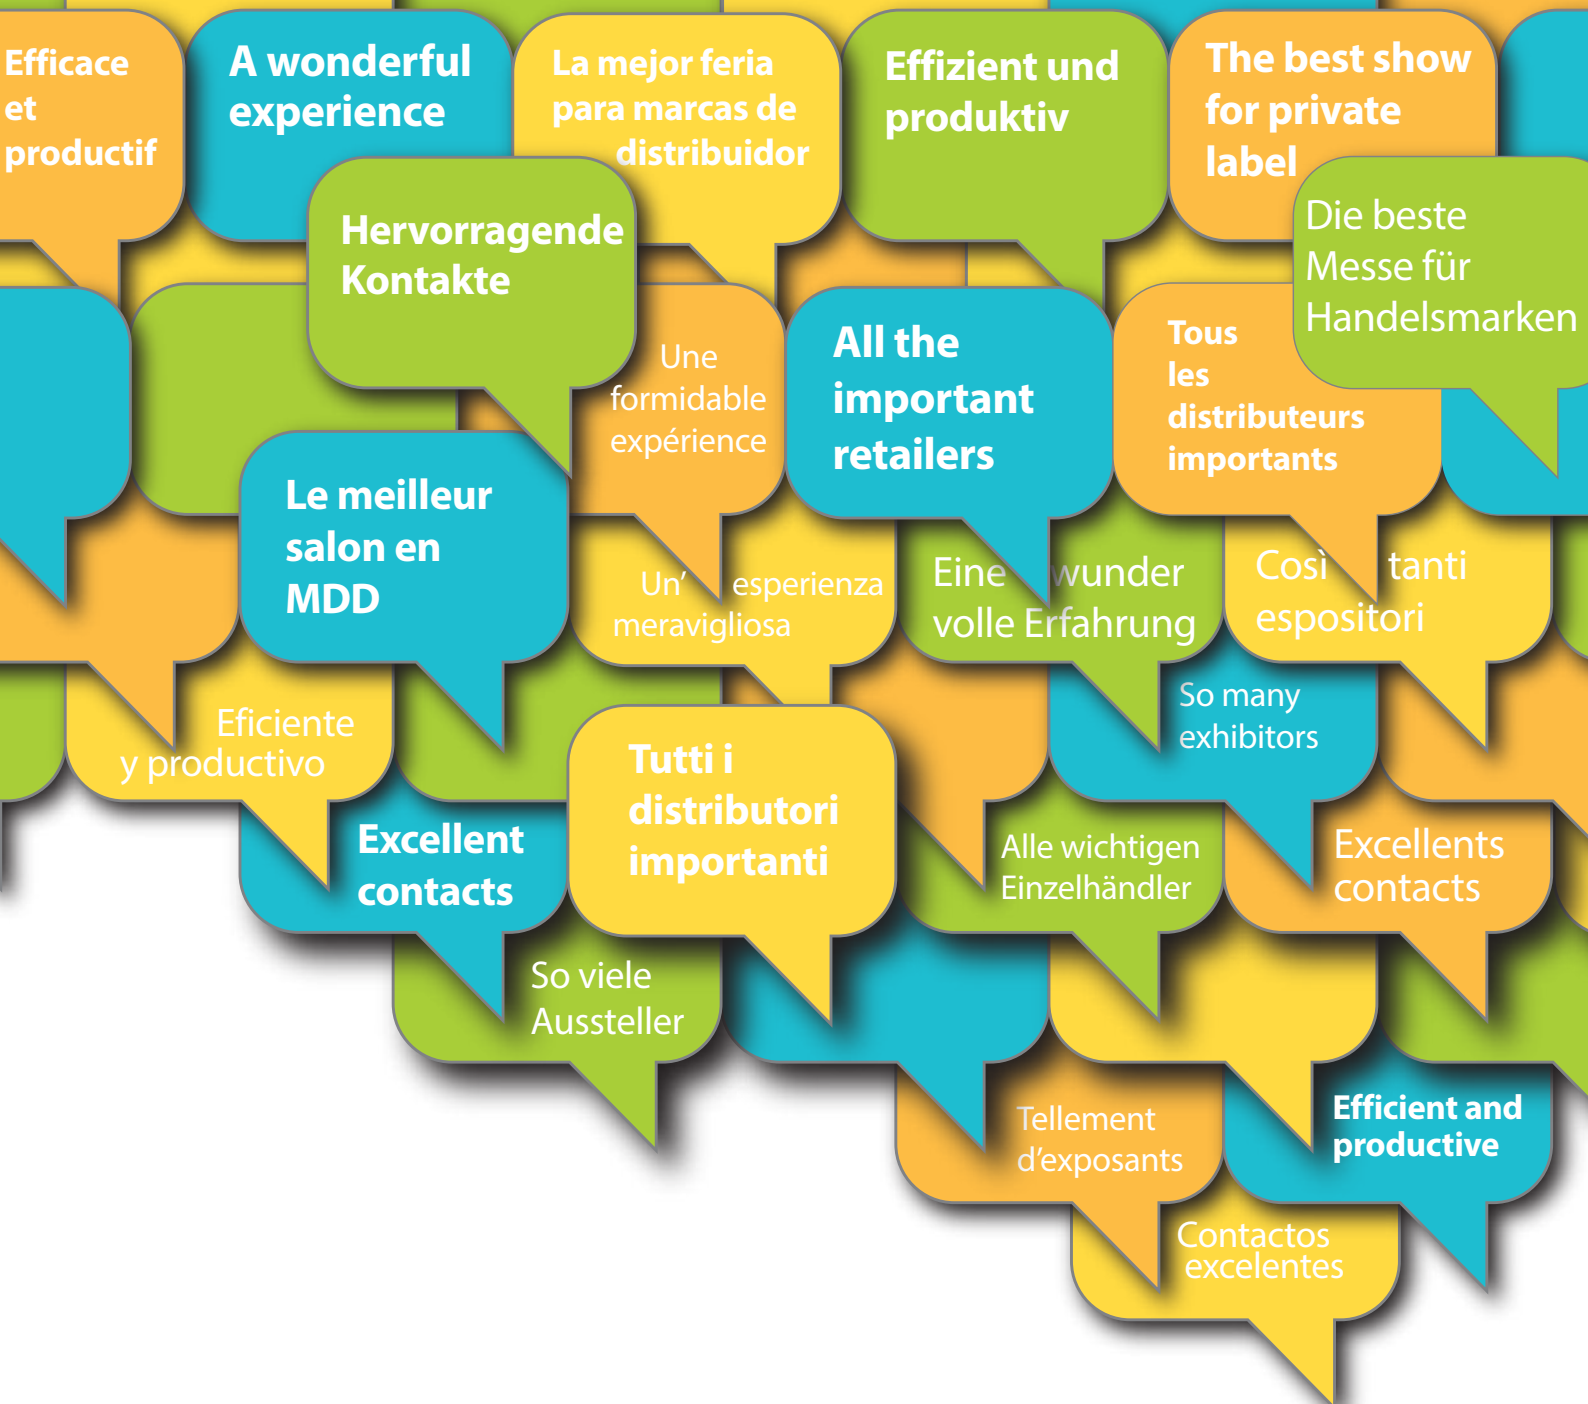 Efficace
et
productif
A wonderful
experience
La mejor feria
para marcas de
distribuidor
Effizient und
produktiv
The best show
for private
label
Hervorragende
Kontakte
Die beste
Messe für
Handelsmarken
Une
formidable
expérience
All the
important
retailers
Tous
les
distributeurs
importants
Le meilleur
salon en
MDD
Un' esperienza
meravigliosa
Eine wunder
volle Erfahrung
Così tanti
espositori
Eficiente
y productivo
So many
exhibitors
Tutti i
distributori
importanti
Excellent
contacts
Alle wichtigen
Einzelhändler
Excellents
contacts
So viele
Aussteller
Tellement
d'exposants
Efficient and
productive
Contactos
excelentes